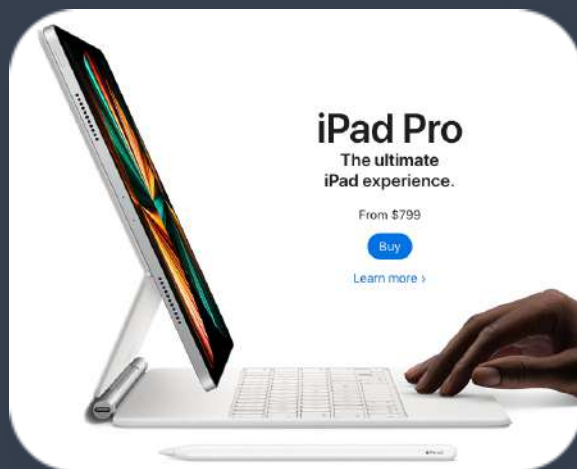 iPad Pro
The ultimate
iPad experience.
From $799
Buy
Learn more ›